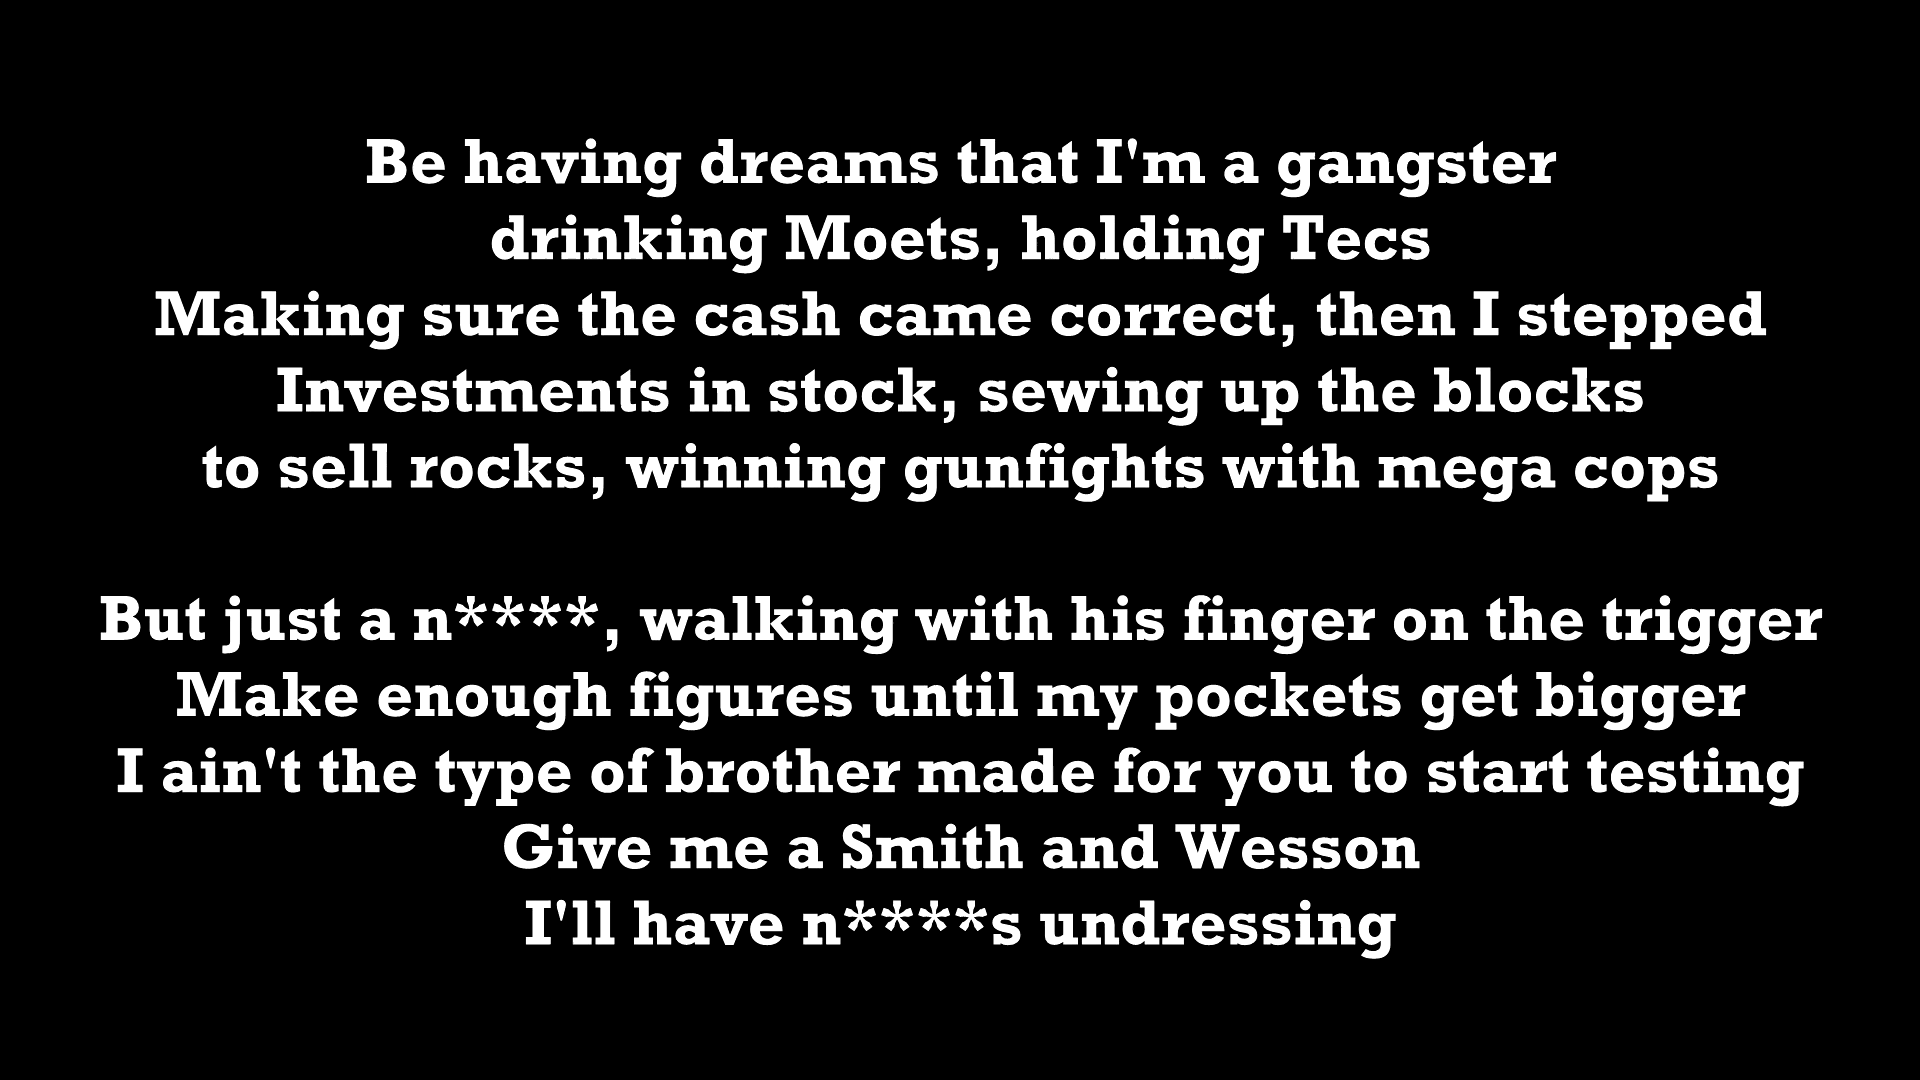 Be having dreams that I'm a gangster
drinking Moets, holding Tecs
Making sure the cash came correct, then I stepped
Investments in stock, sewing up the blocks
to sell rocks, winning gunfights with mega cops
But just a n****, walking with his finger on the trigger
Make enough figures until my pockets get bigger
I ain't the type of brother made for you to start testing
Give me a Smith and Wesson
I'll have n****s undressing